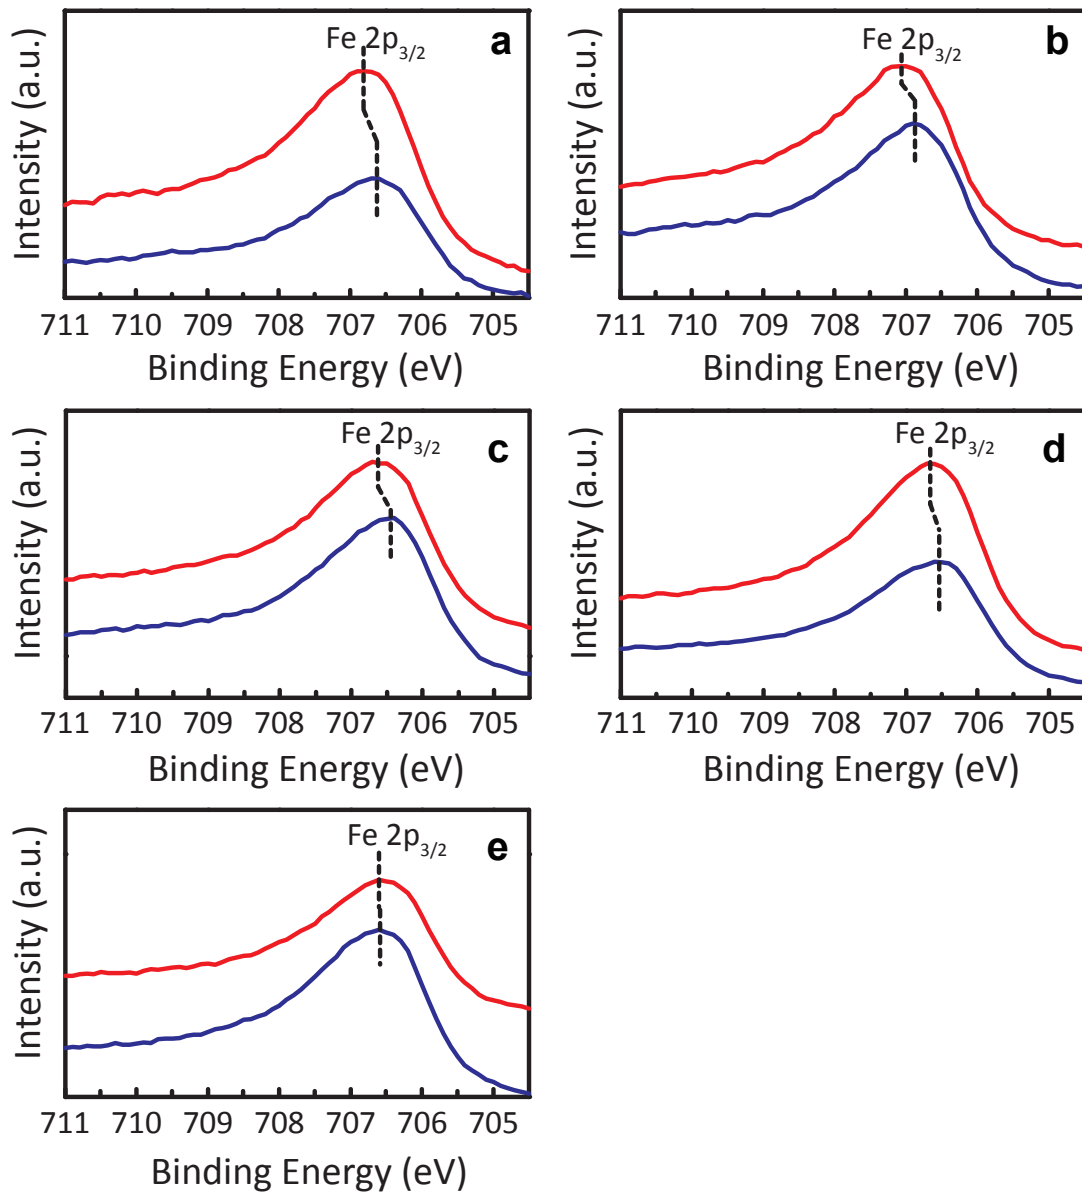 Intensity (a.u.)
Fe 2p3/2
a
711 710 709 708 707 706 705
Binding Energy (eV)
Intensity (a.u.)
Fe 2p3/2
b
711 710 709 708 707 706 705
Binding Energy (eV)
Intensity (a.u.)
Fe 2p3/2
c
711 710 709 708 707 706 705
Binding Energy (eV)
Intensity (a.u.)
Fe 2p3/2
d
711 710 709 708 707 706 705
Binding Energy (eV)
Intensity (a.u.)
Fe 2p3/2
e
711 710 709 708 707 706 705
Binding Energy (eV)